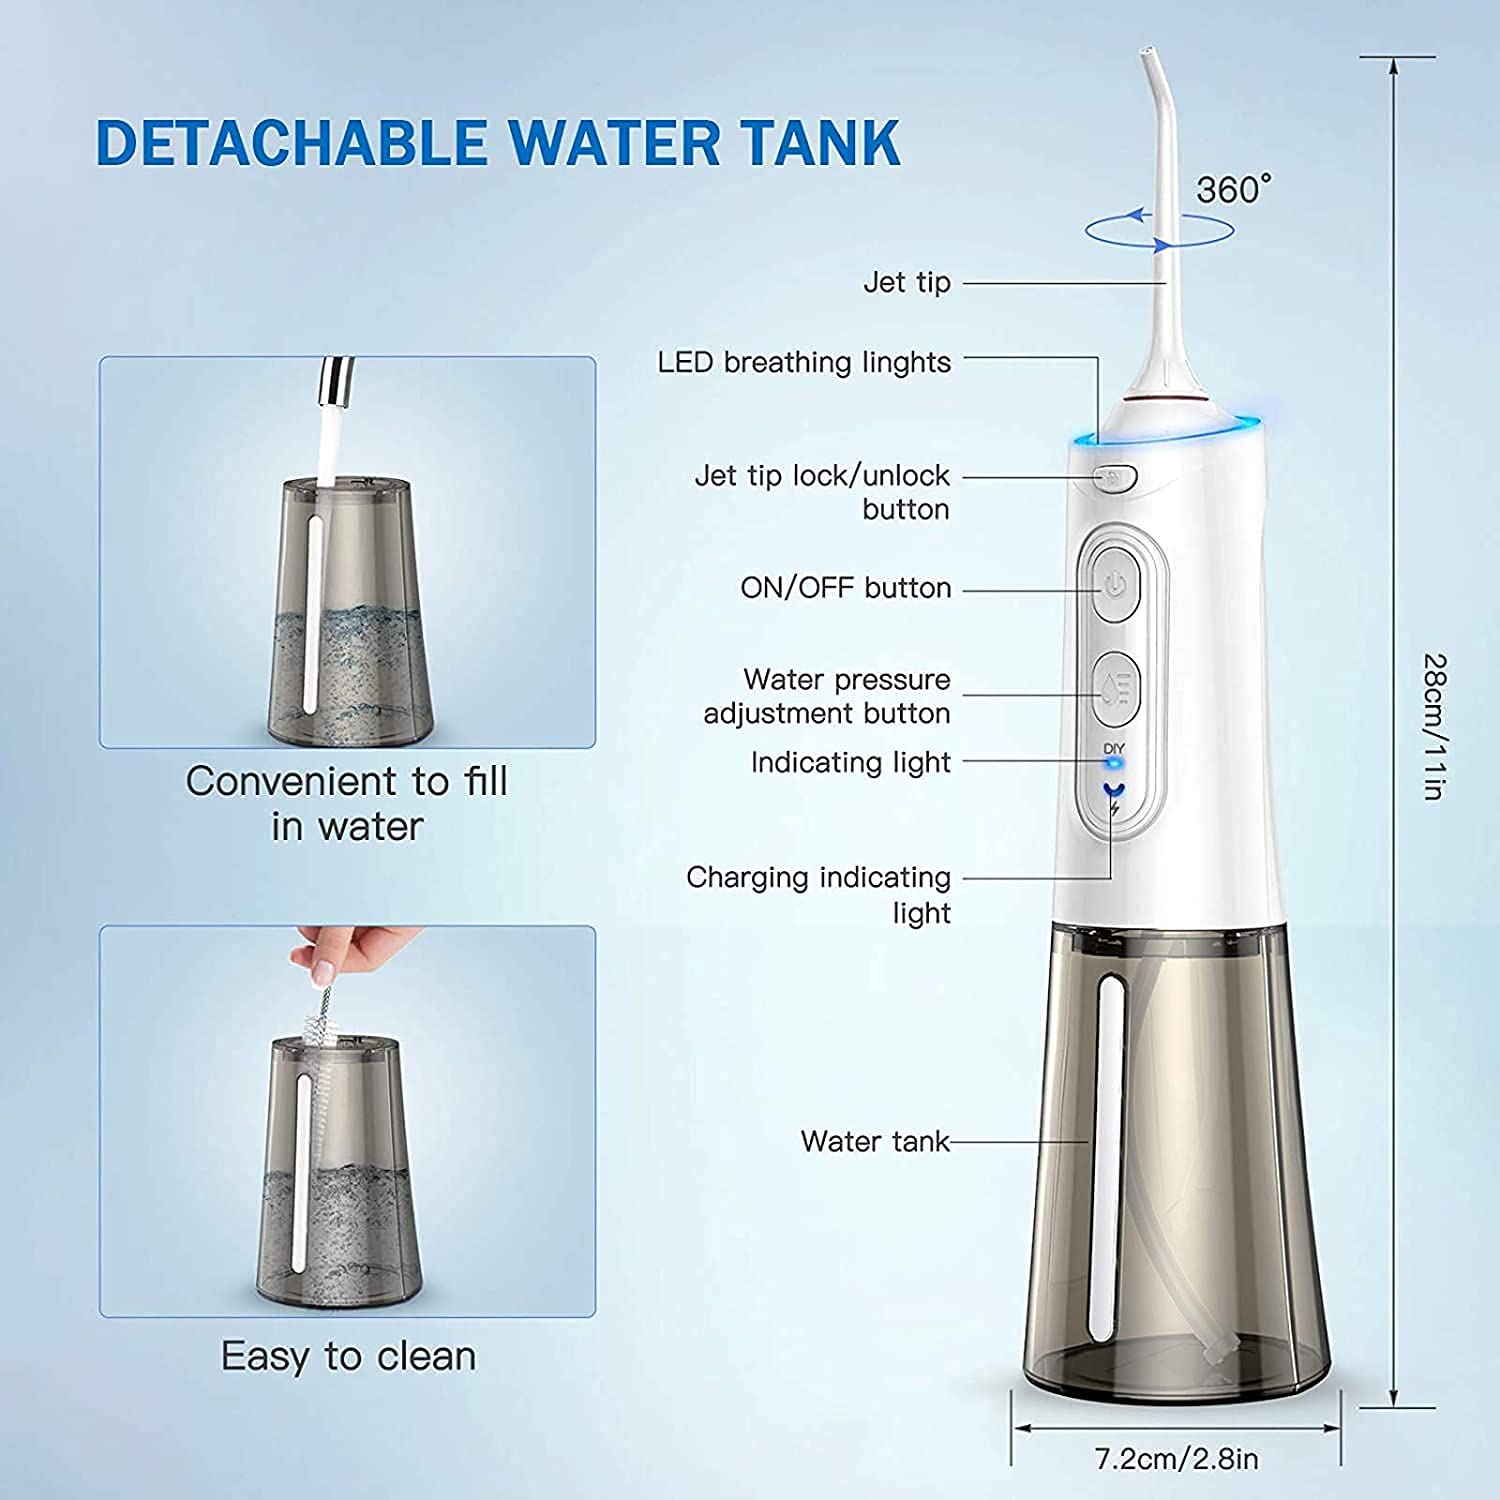 DETACHABLE WATER TANK
360°
Jet tip
LED breathing linghts
Jet tip lock/unlock
button
ON/OFF button
Water pressure
adjustment button
DIY
Indicating light
Charging indicating
light
28cm/11in
Convenient to fill
in water
Water tank
Easy to clean
7.2cm/2.8in